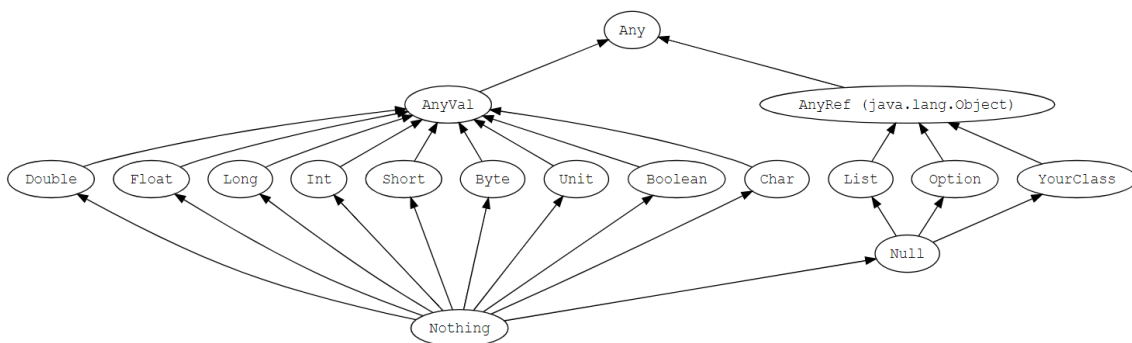 Any
AnyVal
AnyRef (java.lang.Object)
Double
Float
Long
Int
Short
Byte
Unit
Boolean
Char
List
Option
YourClass
Null
Nothing